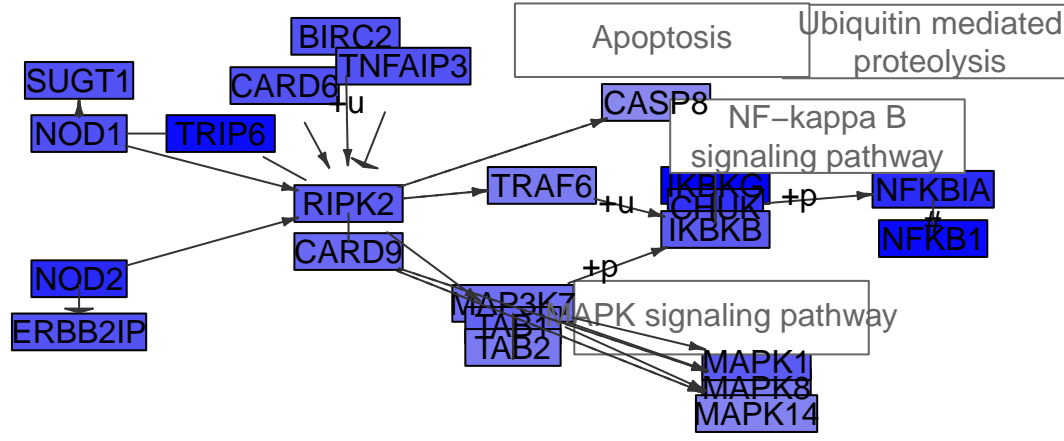 BIRC2
Apoptosis
Ubiquitin mediated
proteolysis
TNFAIP3
SUGT1
CARD6
+u
CASP8
NOD1
TRIP6
NF−kappa B
signaling pathway
RIPK2
TRAF6
+u
IKBKG
CHUK
IKBKB
+p
NFKBIA
#
NFKB1
CARD9
NOD2
+p
ERBB2IP
MAP3K7
TAB1
TAB2
MAPK signaling pathway
MAPK1
MAPK8
MAPK14